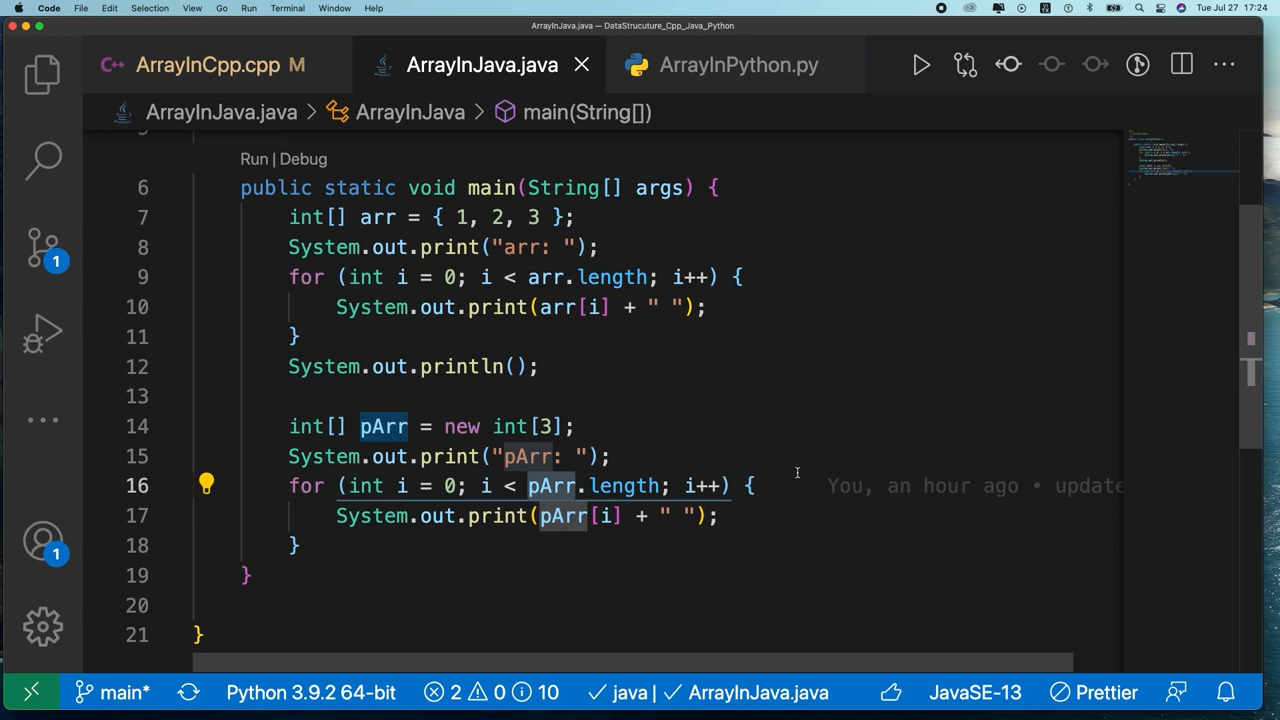 Code File Edit Selection View Go Run Terminal Window Help Tue Jul 27 17:24
ArrayInJava.java — DataStrucuture_Cpp_Java_Python
ArrayInCpp.cpp M ArrayInJava.java ArrayInPython.py
ArrayInJava.java > ArrayInJava > main(String[])
Run | Debug
6 public static void main(String[] args) {
7 int[] arr = { 1, 2, 3 };
8 System.out.print("arr: ");
9 for (int i = 0; i < arr.length; i++) {
10 System.out.print(arr[i] + " ");
11 }
12 System.out.println();
13
14 int[] pArr = new int[3];
15 System.out.print("pArr: ");
16 for (int i = 0; i < pArr.length; i++) { You, an hour ago • update
17 System.out.print(pArr[i] + " ");
18 }
19 }
20
21 }
1
1
main* Python 3.9.2 64-bit 2 0 10 java | ArrayInJava.java JavaSE-13 Prettier